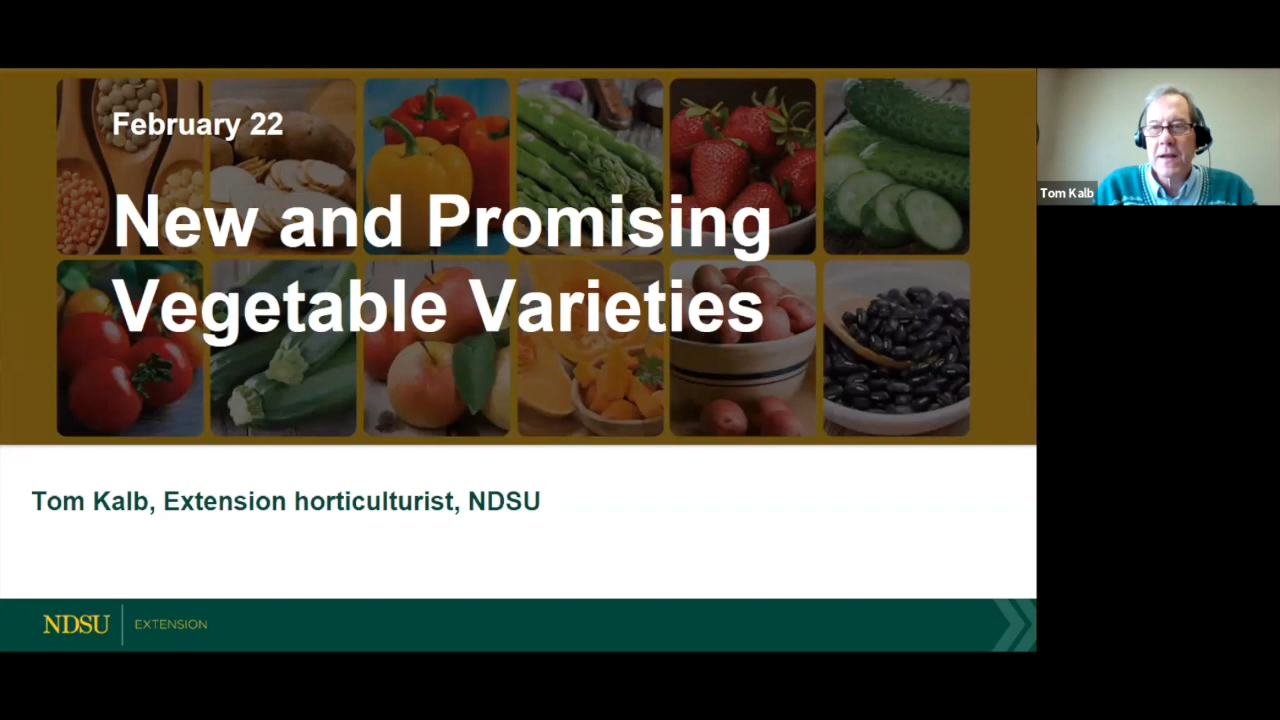 February 22
New and Promising
Vegetable Varieties
Tom Kalb
Tom Kalb, Extension horticulturist, NDSU
NDSU
EXTENSION